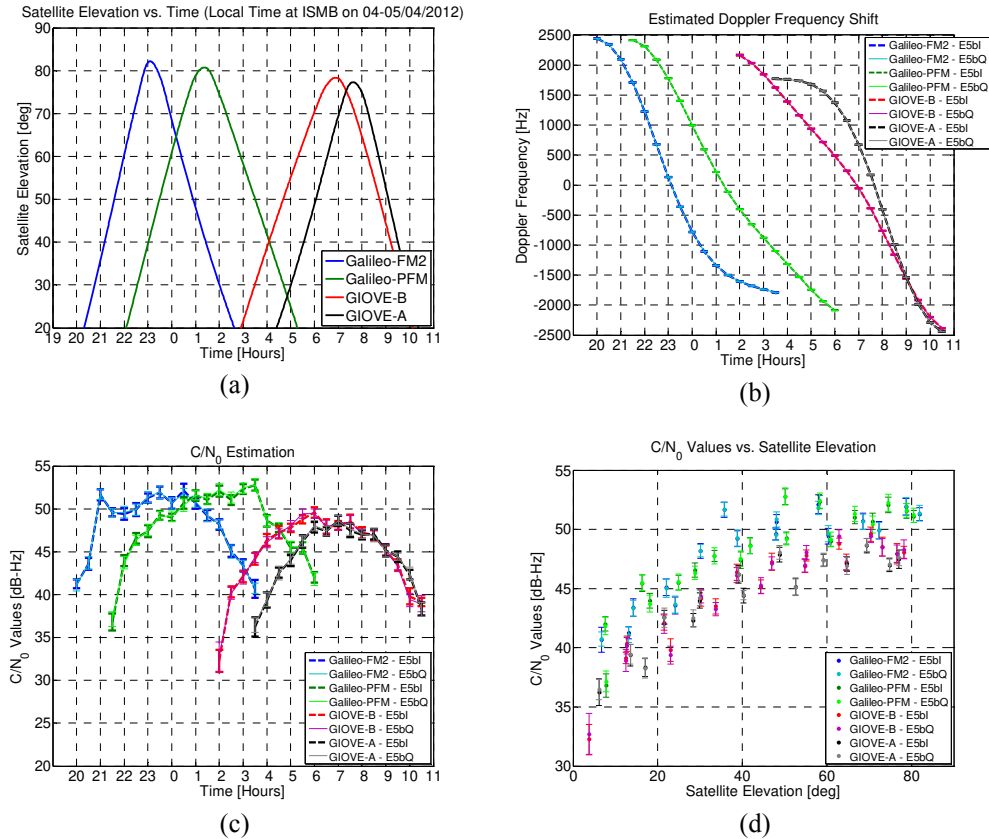 Satellite Elevation vs. Time (Local Time at ISMB on 04-05/04/2012)
Satellite Elevation [deg]
90
80
70
60
50
40
30
20
19 20 21 22 23 0 1 2 3 4 5 6 7 8 9 10 11
Time [Hours]
Galileo-FM2
Galileo-PFM
GIOVE-B
GIOVE-A
(a)
Estimated Doppler Frequency Shift
Doppler Frequency [Hz]
2500
2000
1500
1000
500
0
-500
-1000
-1500
-2000
-2500
20 21 22 23 0 1 2 3 4 5 6 7 8 9 10 11
Time [Hours]
Galileo-FM2 - E5bI
Galileo-FM2 - E5bQ
Galileo-PFM - E5bI
Galileo-PFM - E5bQ
GIOVE-B - E5bI
GIOVE-B - E5bQ
GIOVE-A - E5bI
GIOVE-A - E5bQ
(b)
C/N0 Estimation
C/N0 Values [dB-Hz]
55
50
45
40
35
30
25
20
20 21 22 23 0 1 2 3 4 5 6 7 8 9 10 11
Time [Hours]
Galileo-FM2 - E5bI
Galileo-FM2 - E5bQ
Galileo-PFM - E5bI
Galileo-PFM - E5bQ
GIOVE-B - E5bI
GIOVE-B - E5bQ
GIOVE-A - E5bI
GIOVE-A - E5bQ
(c)
C/N0 Values vs. Satellite Elevation
C/N0 Values [dB-Hz]
55
50
45
40
35
30
0 20 40 60 80
Satellite Elevation [deg]
Galileo-FM2 - E5bI
Galileo-FM2 - E5bQ
Galileo-PFM - E5bI
Galileo-PFM - E5bQ
GIOVE-B - E5bI
GIOVE-B - E5bQ
GIOVE-A - E5bI
GIOVE-A - E5bQ
(d)